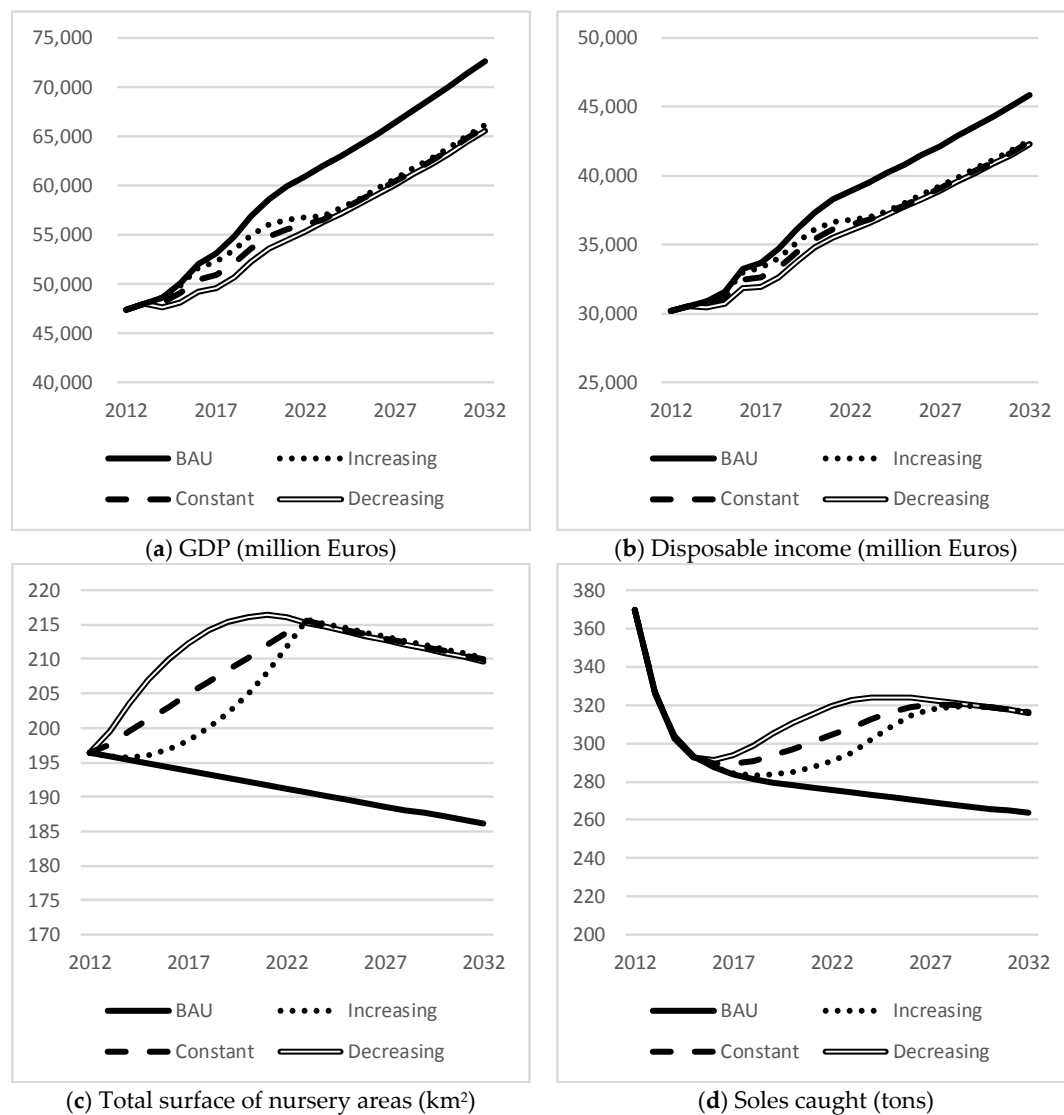 75,000
70,000
65,000
60,000
55,000
50,000
45,000
40,000
2012 2017 2022 2027 2032
BAU Increasing
Constant Decreasing
(a) GDP (million Euros)
50,000
45,000
40,000
35,000
30,000
25,000
2012 2017 2022 2027 2032
BAU Increasing
Constant Decreasing
(b) Disposable income (million Euros)
220
215
210
205
200
195
190
185
180
175
170
2012 2017 2022 2027 2032
BAU Increasing
Constant Decreasing
(c) Total surface of nursery areas (km²)
380
360
340
320
300
280
260
240
220
200
2012 2017 2022 2027 2032
BAU Increasing
Constant Decreasing
(d) Soles caught (tons)